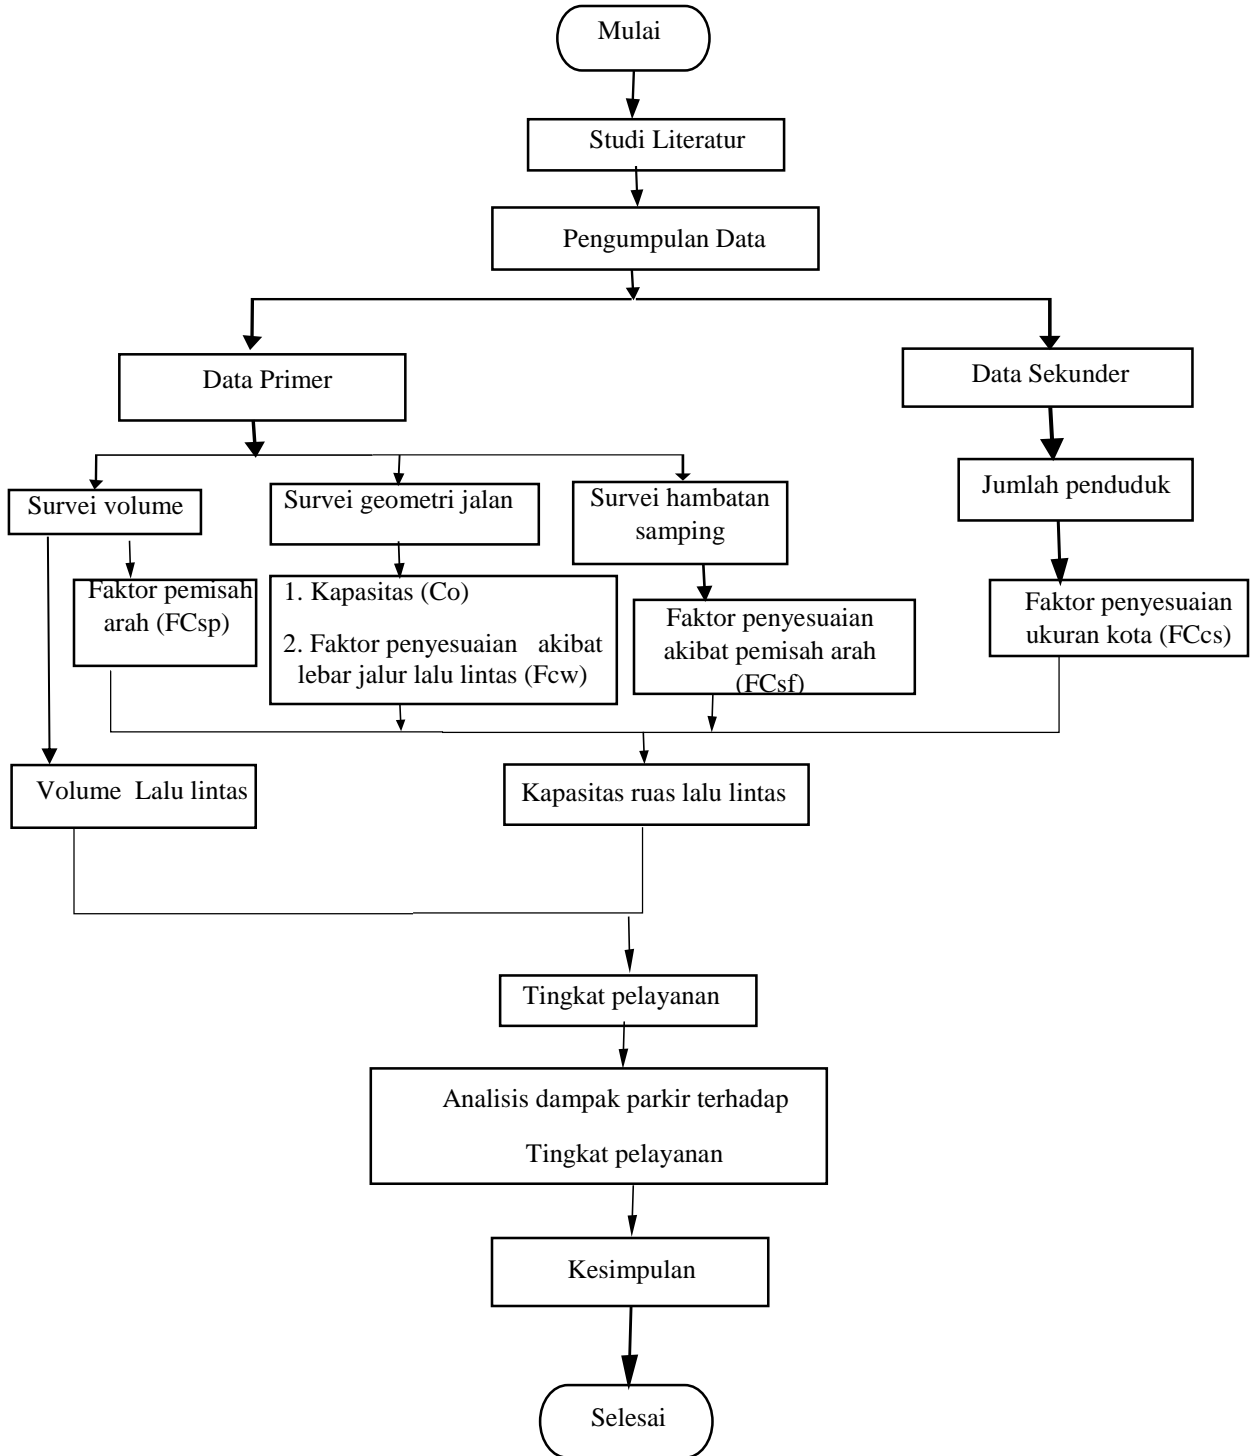 Mulai
Studi Literatur
Pengumpulan Data
Data Primer
Data Sekunder
Survei volume
Survei geometri jalan
Survei hambatan
samping
Jumlah penduduk
Faktor pemisah
arah (FCsp)
1. Kapasitas (Co)
2. Faktor penyesuaian akibat
lebar jalur lalu lintas (Fcw)
Faktor penyesuaian
akibat pemisah arah
(FCsf)
Faktor penyesuaian
ukuran kota (FCcs)
Volume Lalu lintas
Kapasitas ruas lalu lintas
Tingkat pelayanan
Analisis dampak parkir terhadap
Tingkat pelayanan
Kesimpulan
Selesai